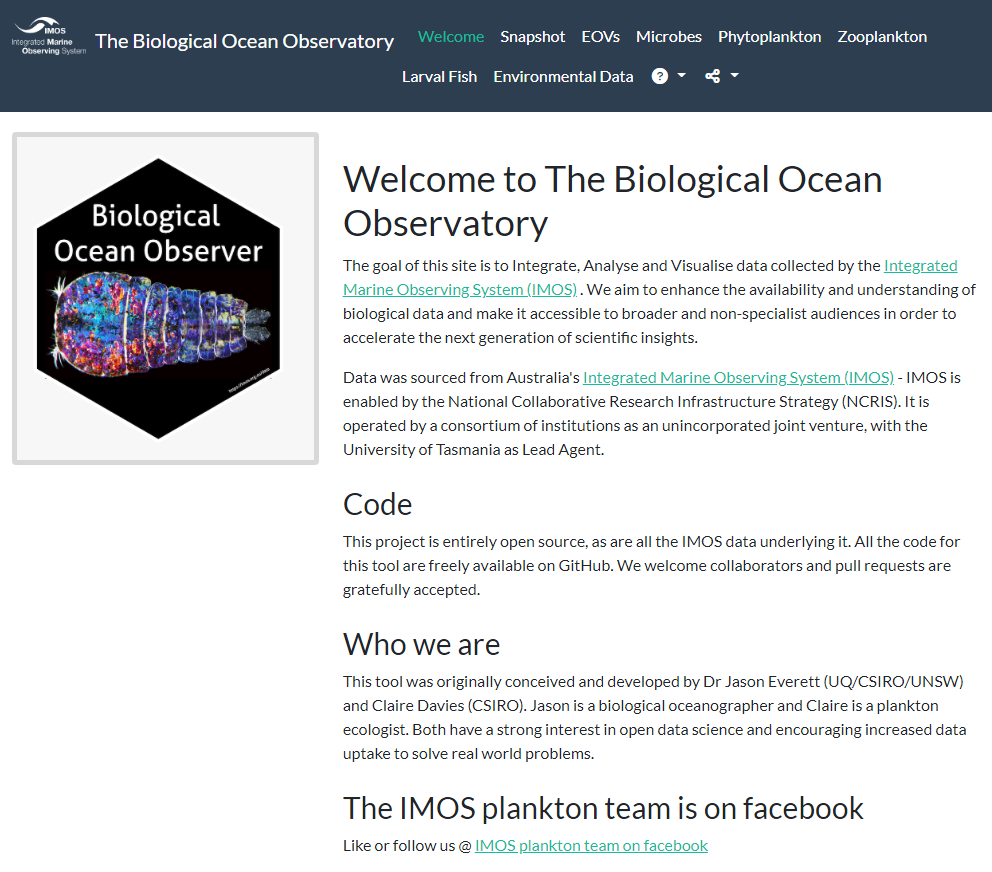 IMOS
Integrated Marine
Observing System
The Biological Ocean Observatory
Welcome Snapshot EOVs Microbes Phytoplankton Zooplankton
Larval Fish Environmental Data
Biological
Ocean Observer
Welcome to The Biological Ocean
Observatory
The goal of this site is to Integrate, Analyse and Visualise data collected by the Integrated
Marine Observing System (IMOS) . We aim to enhance the availability and understanding of
biological data and make it accessible to broader and non-specialist audiences in order to
accelerate the next generation of scientific insights.
Data was sourced from Australia's Integrated Marine Observing System (IMOS) - IMOS is
enabled by the National Collaborative Research Infrastructure Strategy (NCRIS). It is
operated by a consortium of institutions as an unincorporated joint venture, with the
University of Tasmania as Lead Agent.
Code
This project is entirely open source, as are all the IMOS data underlying it. All the code for
this tool are freely available on GitHub. We welcome collaborators and pull requests are
gratefully accepted.
Who we are
This tool was originally conceived and developed by Dr Jason Everett (UQ/CSIRO/UNSW)
and Claire Davies (CSIRO). Jason is a biological oceanographer and Claire is a plankton
ecologist. Both have a strong interest in open data science and encouraging increased data
uptake to solve real world problems.
The IMOS plankton team is on facebook
Like or follow us @ IMOS plankton team on facebook